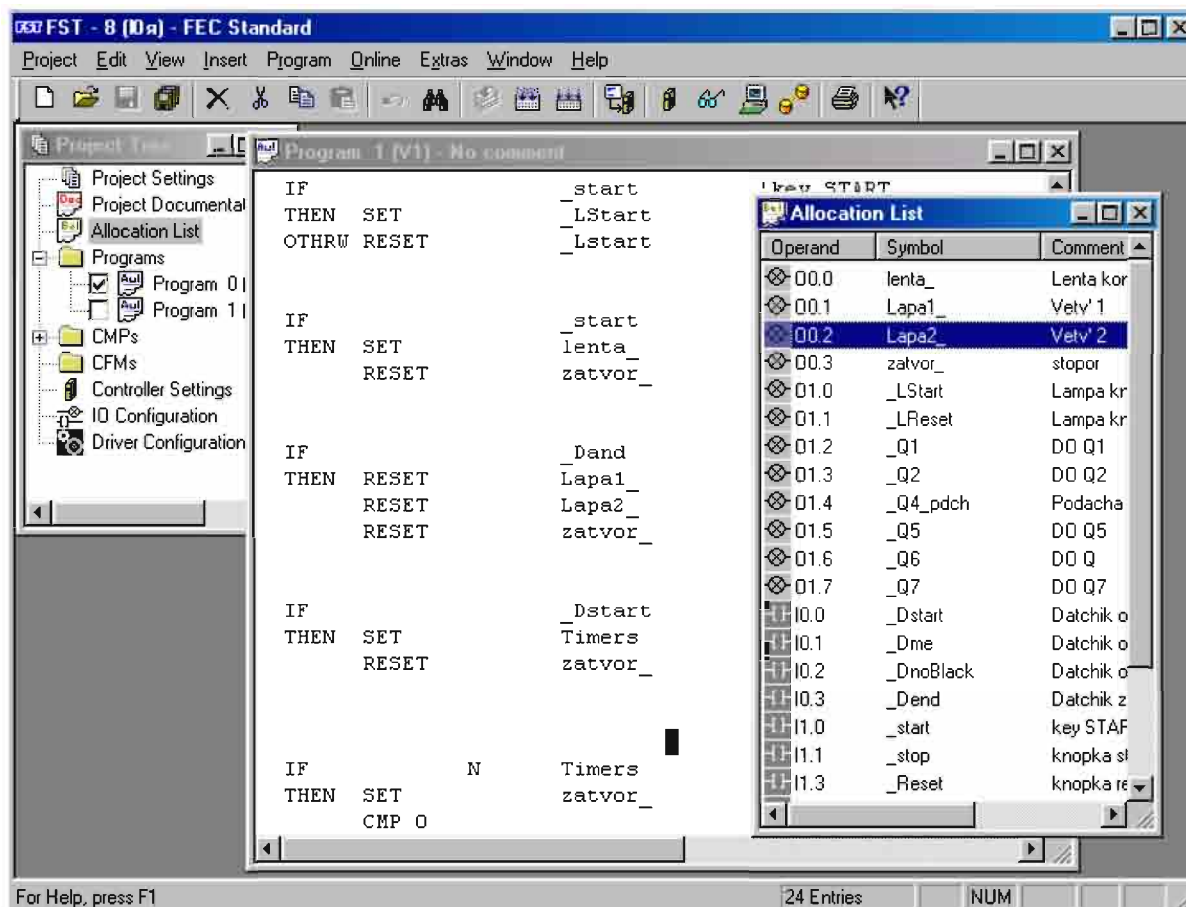 FST - 8 (Юя) - FEC Standard
Project Edit View Insert Program Online Extras Window Help
Project Tree
Project Settings
Project Documental
Allocation List
Programs
Program 0
Program 1
CMPs
CFMs
Controller Settings
IO Configuration
Driver Configuration
Program 1 (V1) - No comment
IF _start 'key START
THEN SET _LStart
OTHRW RESET _Lstart
IF _start
THEN SET lenta_
RESET zatvor_
IF _Dand
THEN RESET Lapa1_
RESET Lapa2_
RESET zatvor_
IF _Dstart
THEN SET Timers
RESET zatvor_
IF N Timers
THEN SET zatvor_
CMP 0
Allocation List
Operand Symbol Comment
O0.0 lenta_ Lenta kor
O0.1 Lapa1_ Vetv' 1
O0.2 Lapa2_ Vetv' 2
O0.3 zatvor_ stopor
O1.0 _LStart Lampa kr
O1.1 _LReset Lampa kr
O1.2 _Q1 DO Q1
O1.3 _Q2 DO Q2
O1.4 _Q4_pdch Podacha
O1.5 _Q5 DO Q5
O1.6 _Q6 DO Q
O1.7 _Q7 DO Q7
I0.0 _Dstart Datchik o
I0.1 _Dme Datchik o
I0.2 _DnoBlack Datchik o
I0.3 _Dend Datchik z
I1.0 _start key STAR
I1.1 _stop knopka st
I1.3 _Reset knopka re
For Help, press F1
24 Entries
NUM